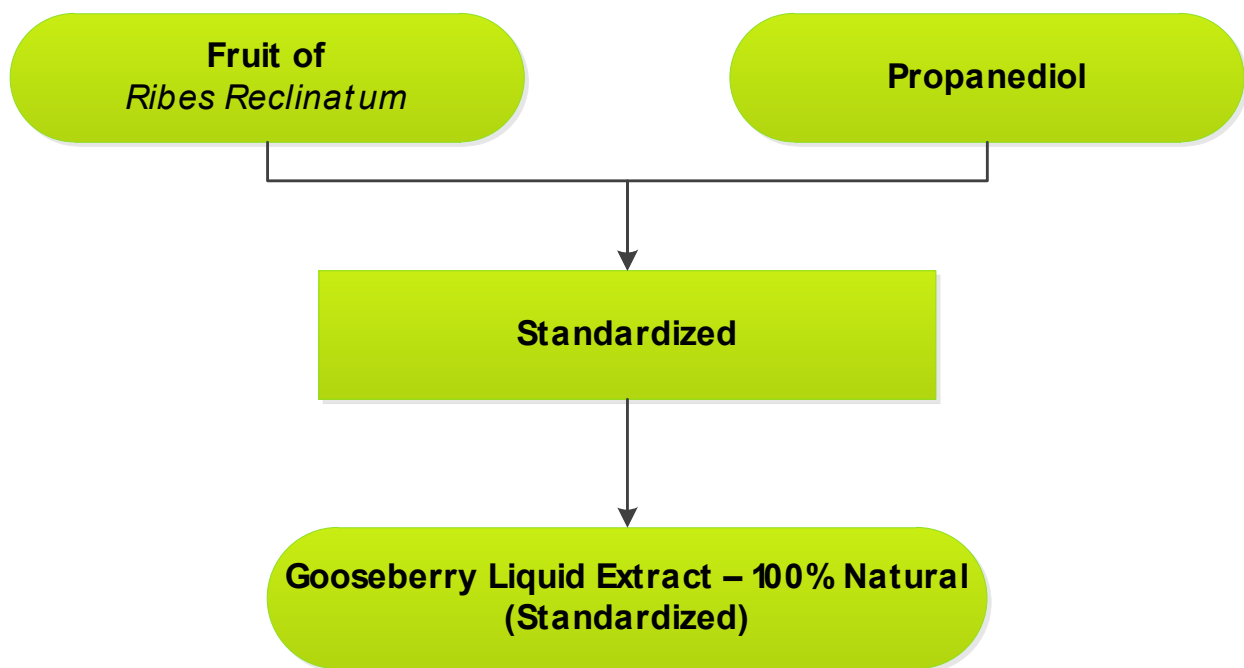 Fruit of
Ribes Reclinatum
Propanediol
Standardized
Gooseberry Liquid Extract – 100% Natural
(Standardized)